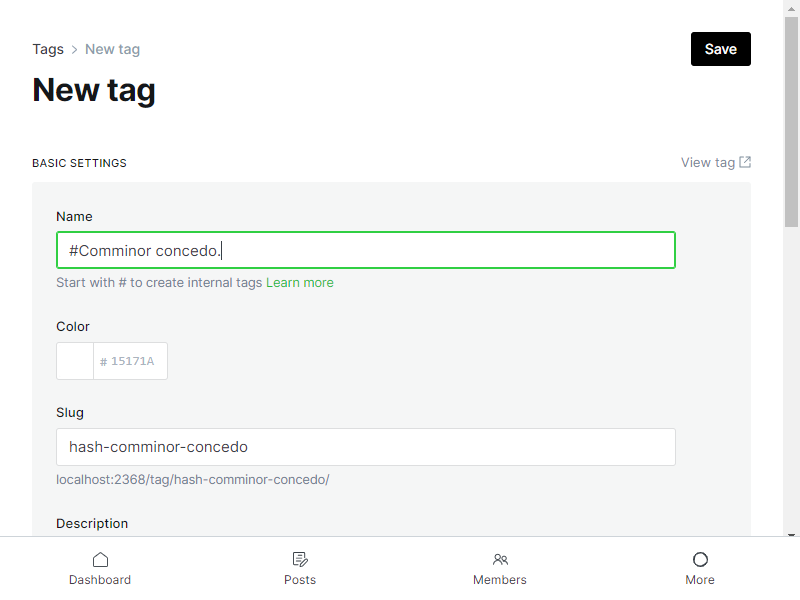 Tags > New tag
Save
New tag
BASIC SETTINGS
View tag
Name
#Comminor concedo.
Start with # to create internal tags Learn more
Color
# 15171A
Slug
hash-comminor-concedo
localhost:2368/tag/hash-comminor-concedo/
Description
Dashboard
Posts
Members
More